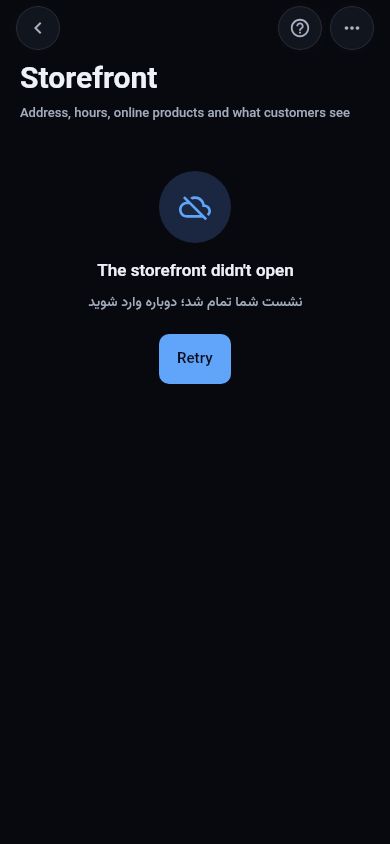 Storefront
Address, hours, online products and what customers see
The storefront didn't open
نشست شما تمام شد؛ دوباره وارد شوید
Retry